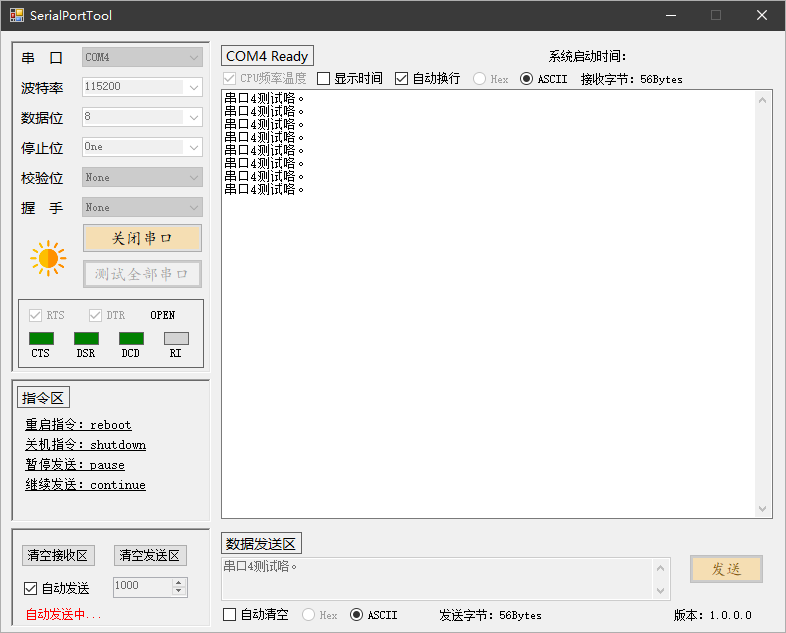 SerialPortTool
串 口 COM4
波特率 115200
数据位 8
停止位 One
校验位 None
握 手 None
关闭串口
测试全部串口
RTS DTR OPEN
CTS DSR DCD RI
指令区
重启指令：reboot
关机指令：shutdown
暂停发送：pause
继续发送：continue
清空接收区 清空发送区
自动发送 1000
自动发送中...
COM4 Ready 系统启动时间：
CPU频率温度 显示时间 自动换行 Hex ASCII 接收字节：56Bytes
串口4测试咯。
串口4测试咯。
串口4测试咯。
串口4测试咯。
串口4测试咯。
串口4测试咯。
串口4测试咯。
串口4测试咯。
数据发送区
串口4测试咯。
发送
自动清空 Hex ASCII 发送字节：56Bytes 版本：1.0.0.0